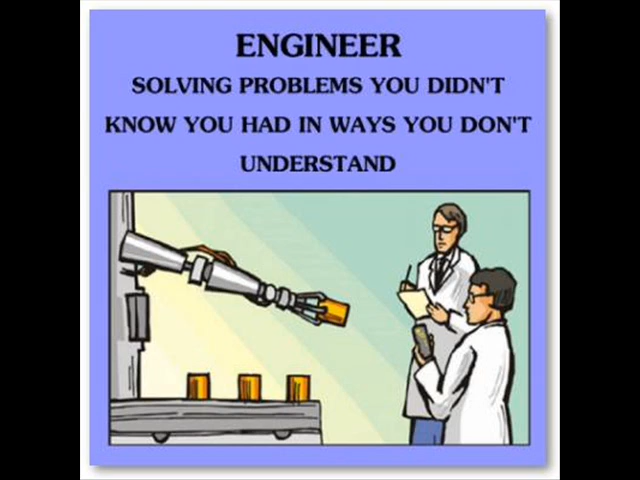 ENGINEER
SOLVING PROBLEMS YOU DIDN'T
KNOW YOU HAD IN WAYS YOU DON'T
UNDERSTAND